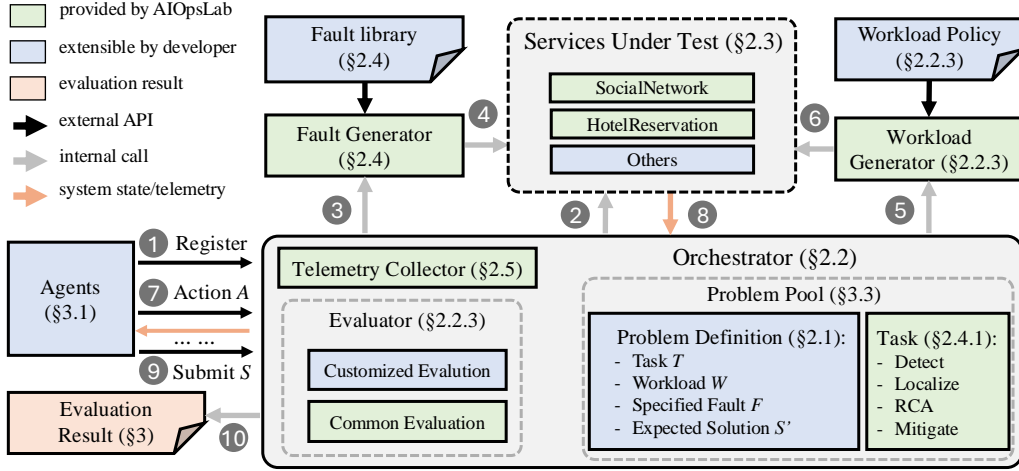 provided by AIOpsLab
extensible by developer
evaluation result
external API
internal call
system state/telemetry
Fault library
(§2.4)
Fault Generator
(§2.4)
4
Services Under Test (§2.3)
SocialNetwork
HotelReservation
Others
Workload Policy
(§2.2.3)
6
Workload
Generator (§2.2.3)
3
2
8
5
Agents
(§3.1)
1 Register
7 Action A
... ...
9 Submit S
Evaluation
Result (§3)
10
Orchestrator (§2.2)
Telemetry Collector (§2.5)
Evaluator (§2.2.3)
Customized Evalution
Common Evaluation
Problem Pool (§3.3)
Problem Definition (§2.1):
- Task T
- Workload W
- Specified Fault F
- Expected Solution S'
Task (§2.4.1):
- Detect
- Localize
- RCA
- Mitigate